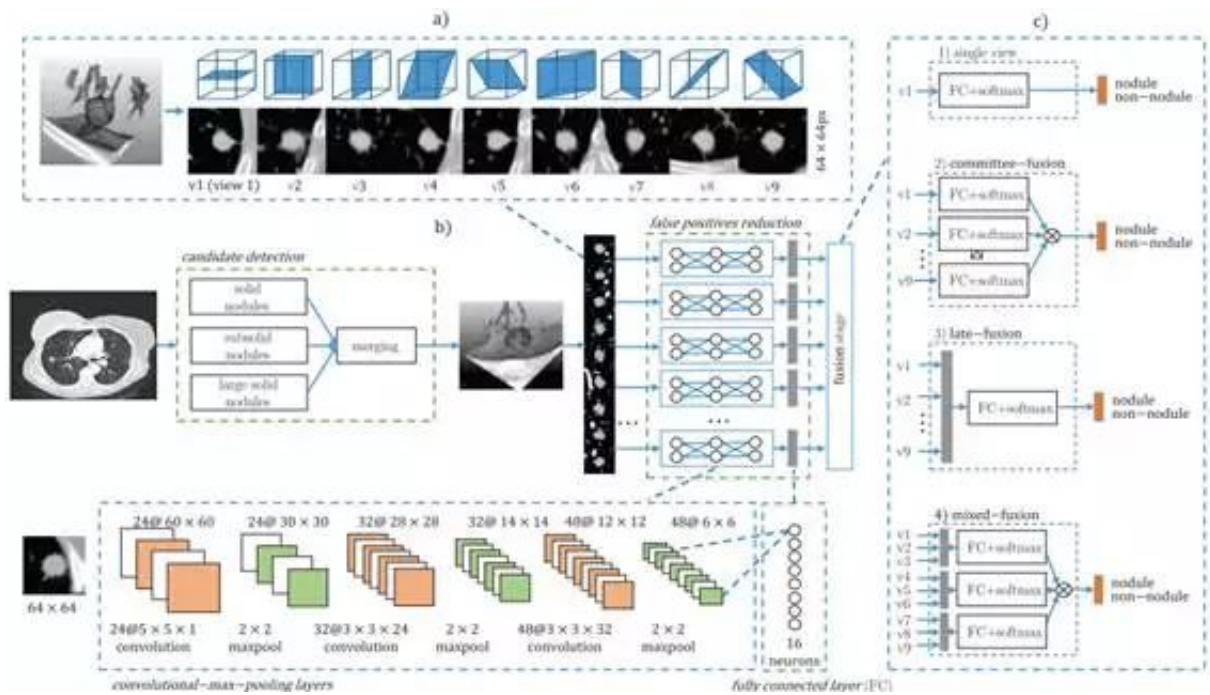 a)
64 × 64px
v1 (view 1) v2 v3 v4 v5 v6 v7 v8 v9
b)
candidate detection
solid
nodules
subsolid
nodules
large solid
nodules
merging
false positives reduction
fusion stage
...
...
24@ 60 × 60 24@ 30 × 30 32@ 28 × 28 32@ 14 × 14 48@ 12 × 12 48@ 6 × 6
64 × 64
24@5 × 5 × 1 2 × 2 32@3 × 3 × 24 2 × 2 48@3 × 3 × 32 2 × 2
convolution maxpool convolution maxpool convolution maxpool
16
neurons
convolutional-max-pooling layers
fully connected layer (FC)
c)
1) single view
v1
FC+softmax
nodule
non-nodule
2) committee-fusion
v1
FC+softmax
v2
FC+softmax
v9
FC+softmax
nodule
non-nodule
3) late-fusion
v1
v2
v9
FC+softmax
nodule
non-nodule
4) mixed-fusion
v1
v2
v3
FC+softmax
v4
v5
v6
FC+softmax
v7
v8
v9
FC+softmax
nodule
non-nodule